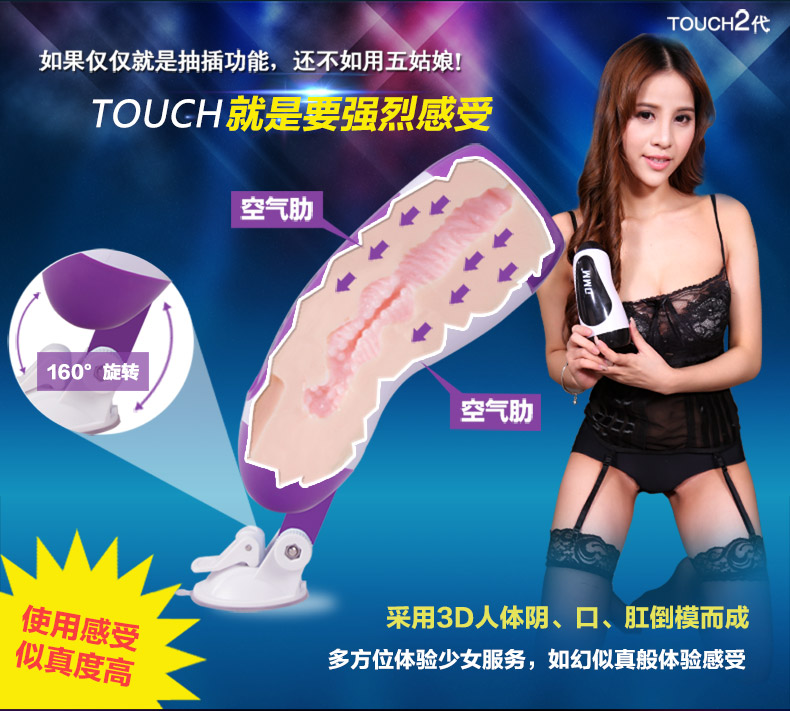 TOUCH2代
如果仅仅就是抽插功能，还不如用五姑娘!
TOUCH就是要强烈感受
空气肋
DMM
160° 旋转
空气肋
使用感受
似真度高
采用3D人体阴、口、肛倒模而成
多方位体验少女服务，如幻似真般体验感受